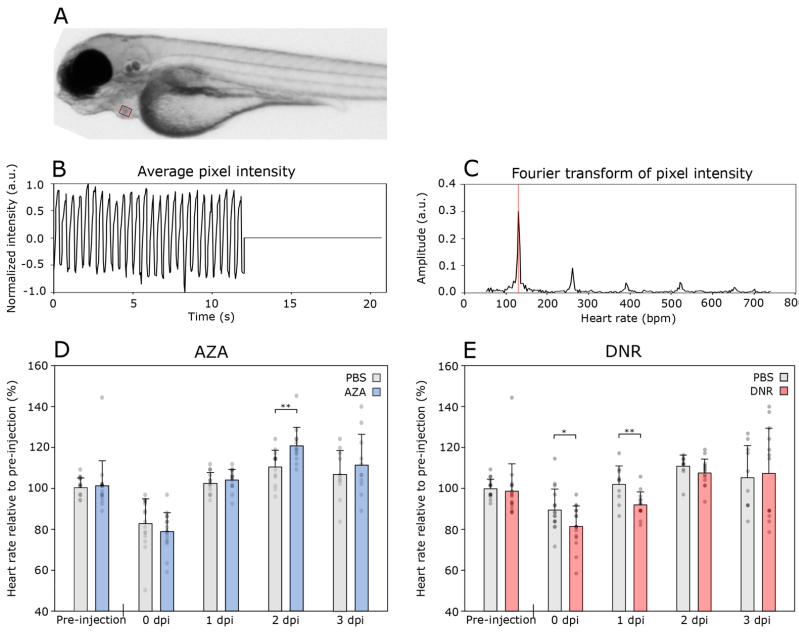 A
B
Average pixel intensity
Normalized intensity (a.u.)
1.0
0.5
0.0
-0.5
-1.0
0 5 10 15 20
Time (s)
C
Fourier transform of pixel intensity
Amplitude (a.u.)
0.4
0.3
0.2
0.1
0.0
0 100 200 300 400 500 600 700 80
Heart rate (bpm)
D
AZA
Heart rate relative to pre-injection (%)
160
140
120
100
80
60
40
PBS
AZA
**
Pre-injection 0 dpi 1 dpi 2 dpi 3 dpi
E
DNR
Heart rate relative to pre-injection (%)
160
140
120
100
80
60
40
PBS
DNR
*
**
Pre-injection 0 dpi 1 dpi 2 dpi 3 dpi